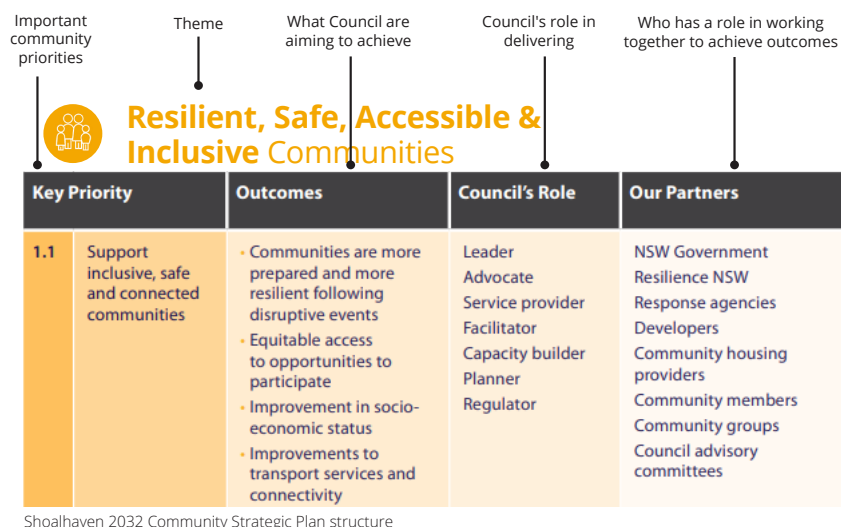 Important
community
priorities
Theme
What Council are
aiming to achieve
Council's role in
delivering
Who has a role in working
together to achieve outcomes
Resilient, Safe, Accessible &
Inclusive Communities
Key Priority
Outcomes
Council’s Role
Our Partners
1.1
Support
inclusive, safe
and connected
communities
• Communities are more
prepared and more
resilient following
disruptive events
• Equitable access
to opportunities to
participate
• Improvement in socio-
economic status
• Improvements to
transport services and
connectivity
Leader
Advocate
Service provider
Facilitator
Capacity builder
Planner
Regulator
NSW Government
Resilience NSW
Response agencies
Developers
Community housing
providers
Community members
Community groups
Council advisory
committees
Shoalhaven 2032 Community Strategic Plan structure